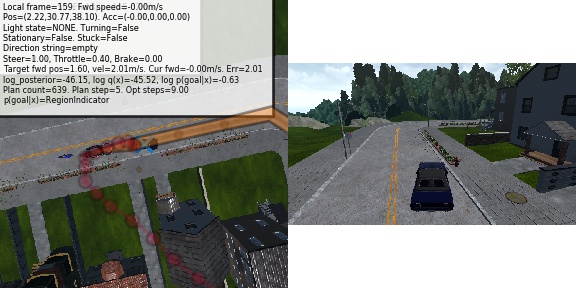 Local frame=159. Fwd speed=-0.00m/s
Pos=(2.22,30.77,38.10). Acc=(-0.00,0.00,0.00)
Light state=NONE. Turning=False
Stationary=False. Stuck=False
Direction string=empty
Steer=1.00, Throttle=0.40, Brake=0.00
Target fwd pos=1.60, vel=2.01m/s. Cur fwd=-0.00m/s. Err=2.01
log_posterior=-46.15, log q(x)=-45.52, log p(goal|x)=-0.63
Plan count=639. Plan step=5. Opt steps=9.00
p(goal|x)=RegionIndicator